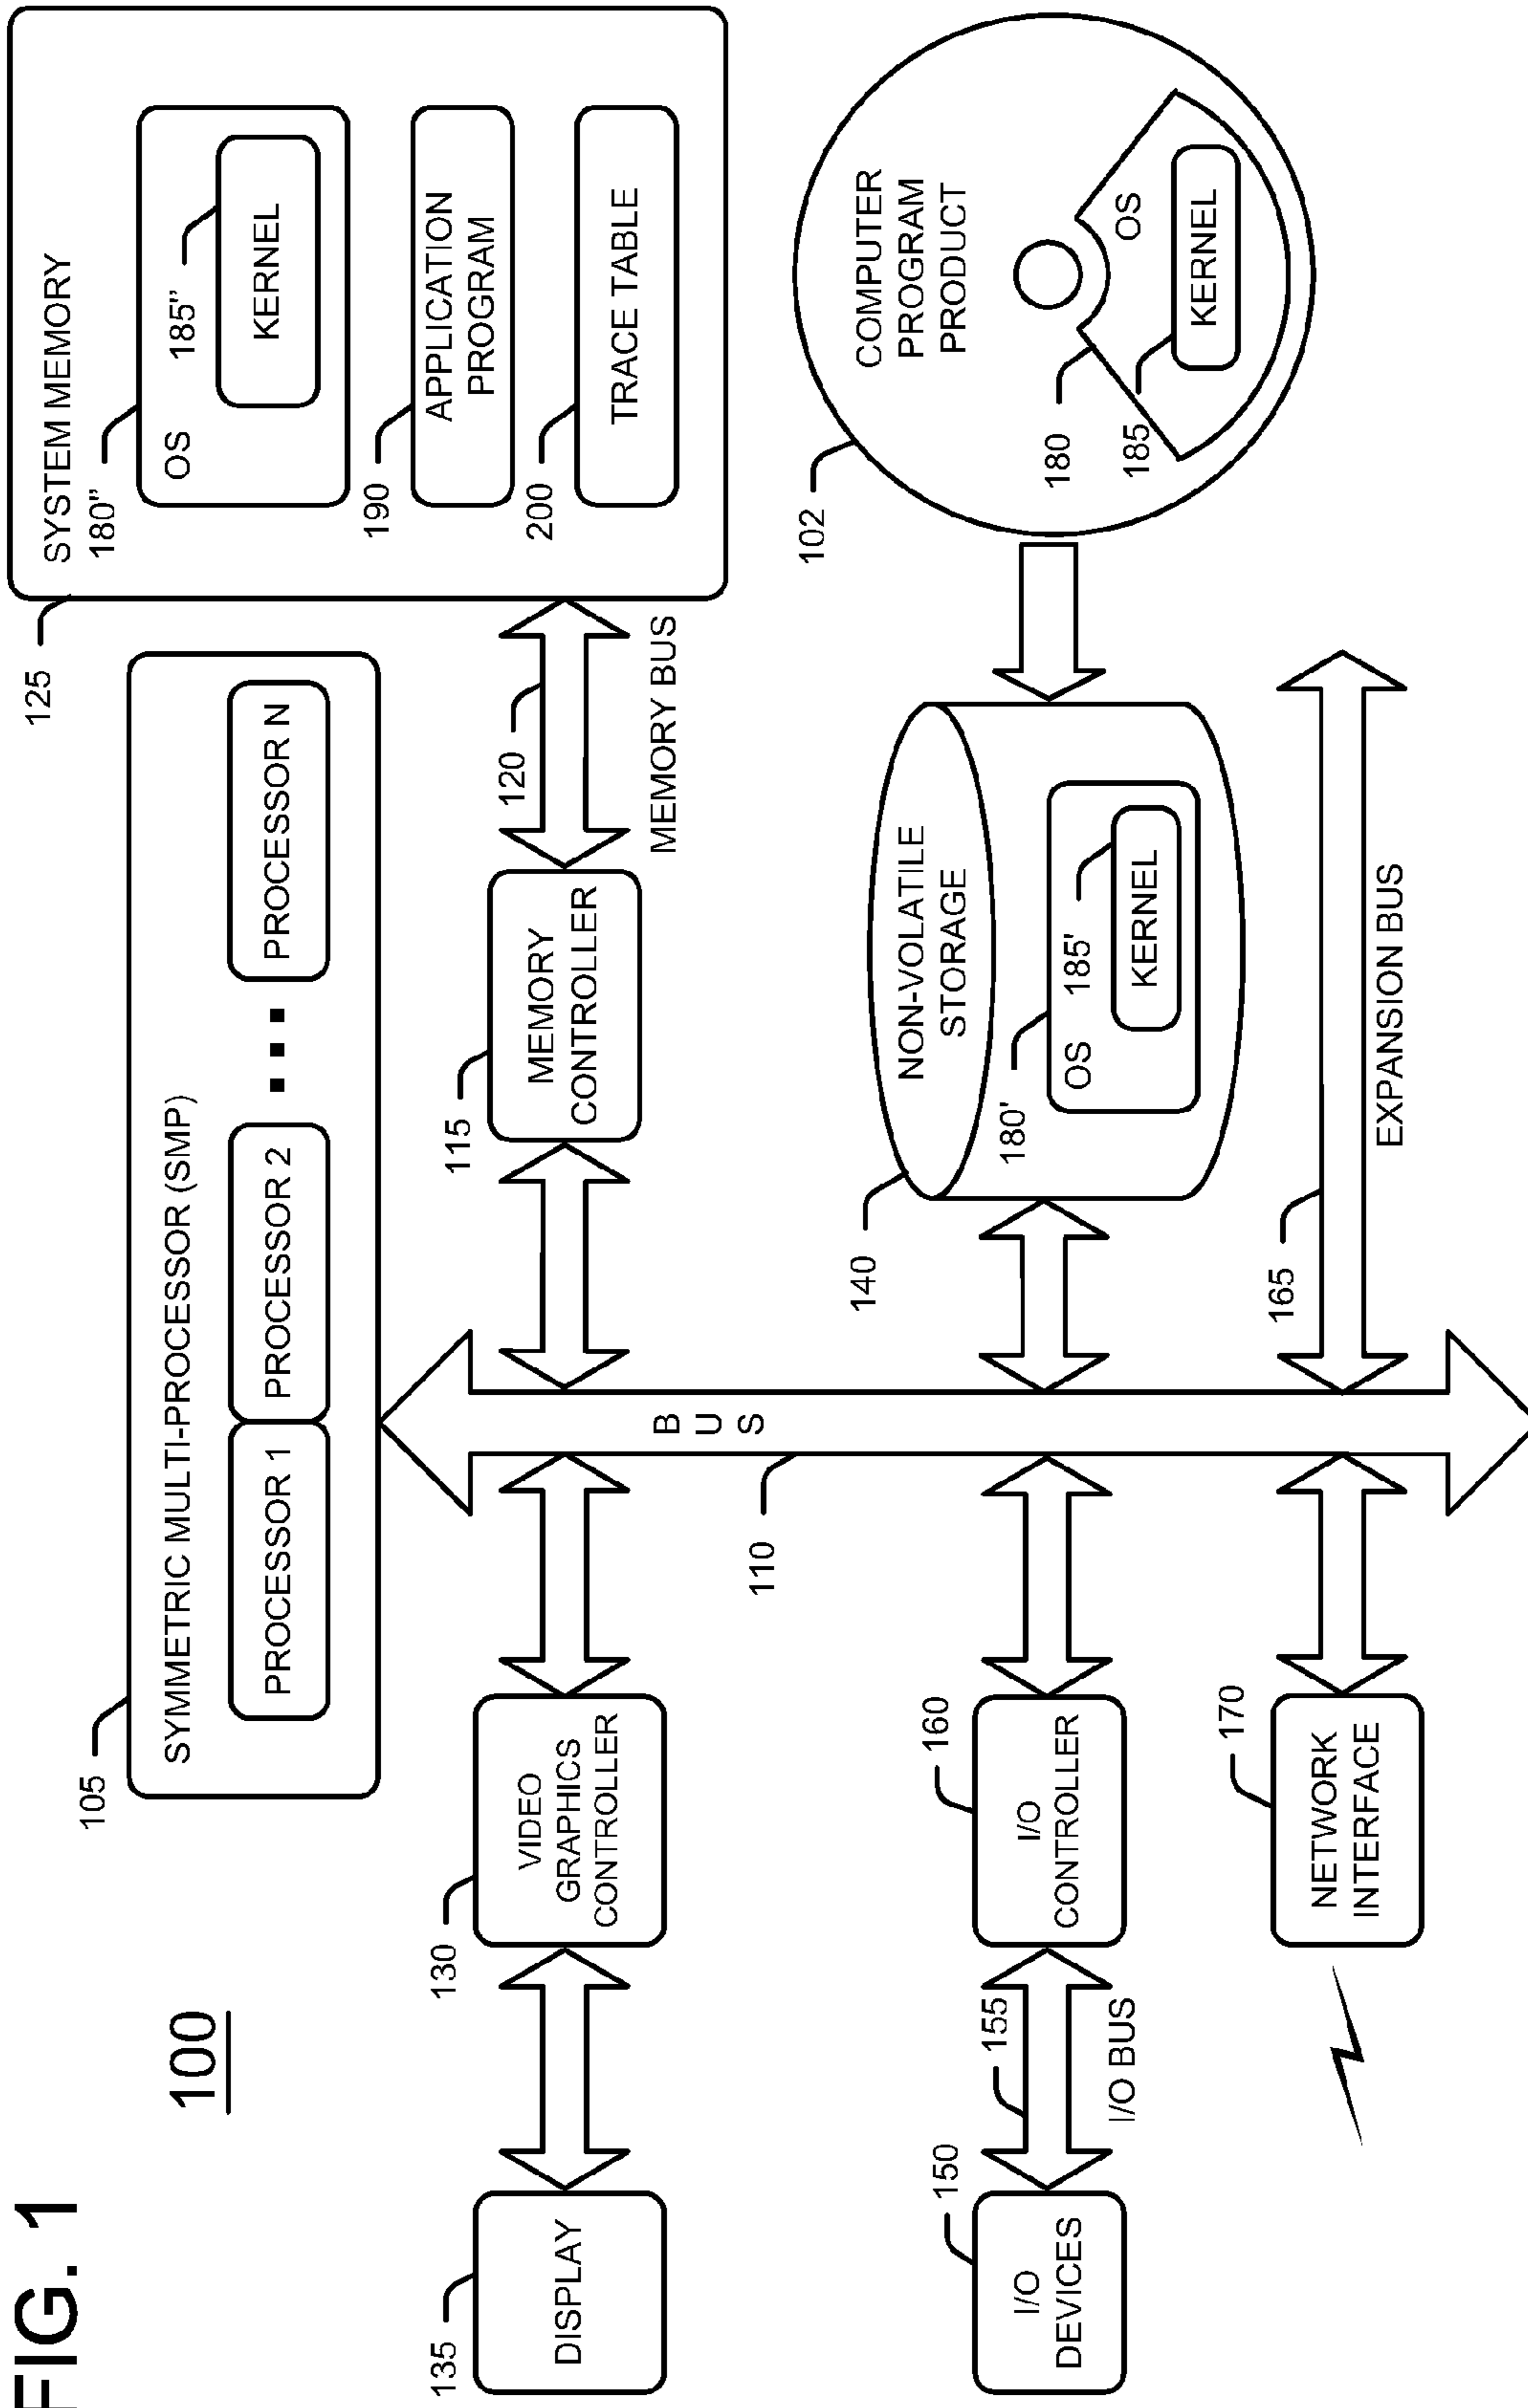 FIG. 1
100
105
SYMMETRIC MULTI-PROCESSOR (SMP)
PROCESSOR 1
PROCESSOR 2
PROCESSOR N
125
SYSTEM MEMORY
180"
OS
185"
KERNEL
190
APPLICATION
PROGRAM
200
TRACE TABLE
135
DISPLAY
130
VIDEO
GRAPHICS
CONTROLLER
115
MEMORY
CONTROLLER
120
MEMORY BUS
B
U
S
110
150
I/O
DEVICES
155
I/O BUS
160
I/O
CONTROLLER
140
NON-VOLATILE
STORAGE
180'
OS
185'
KERNEL
102
COMPUTER
PROGRAM
PRODUCT
180
OS
185
KERNEL
170
NETWORK
INTERFACE
165
EXPANSION BUS